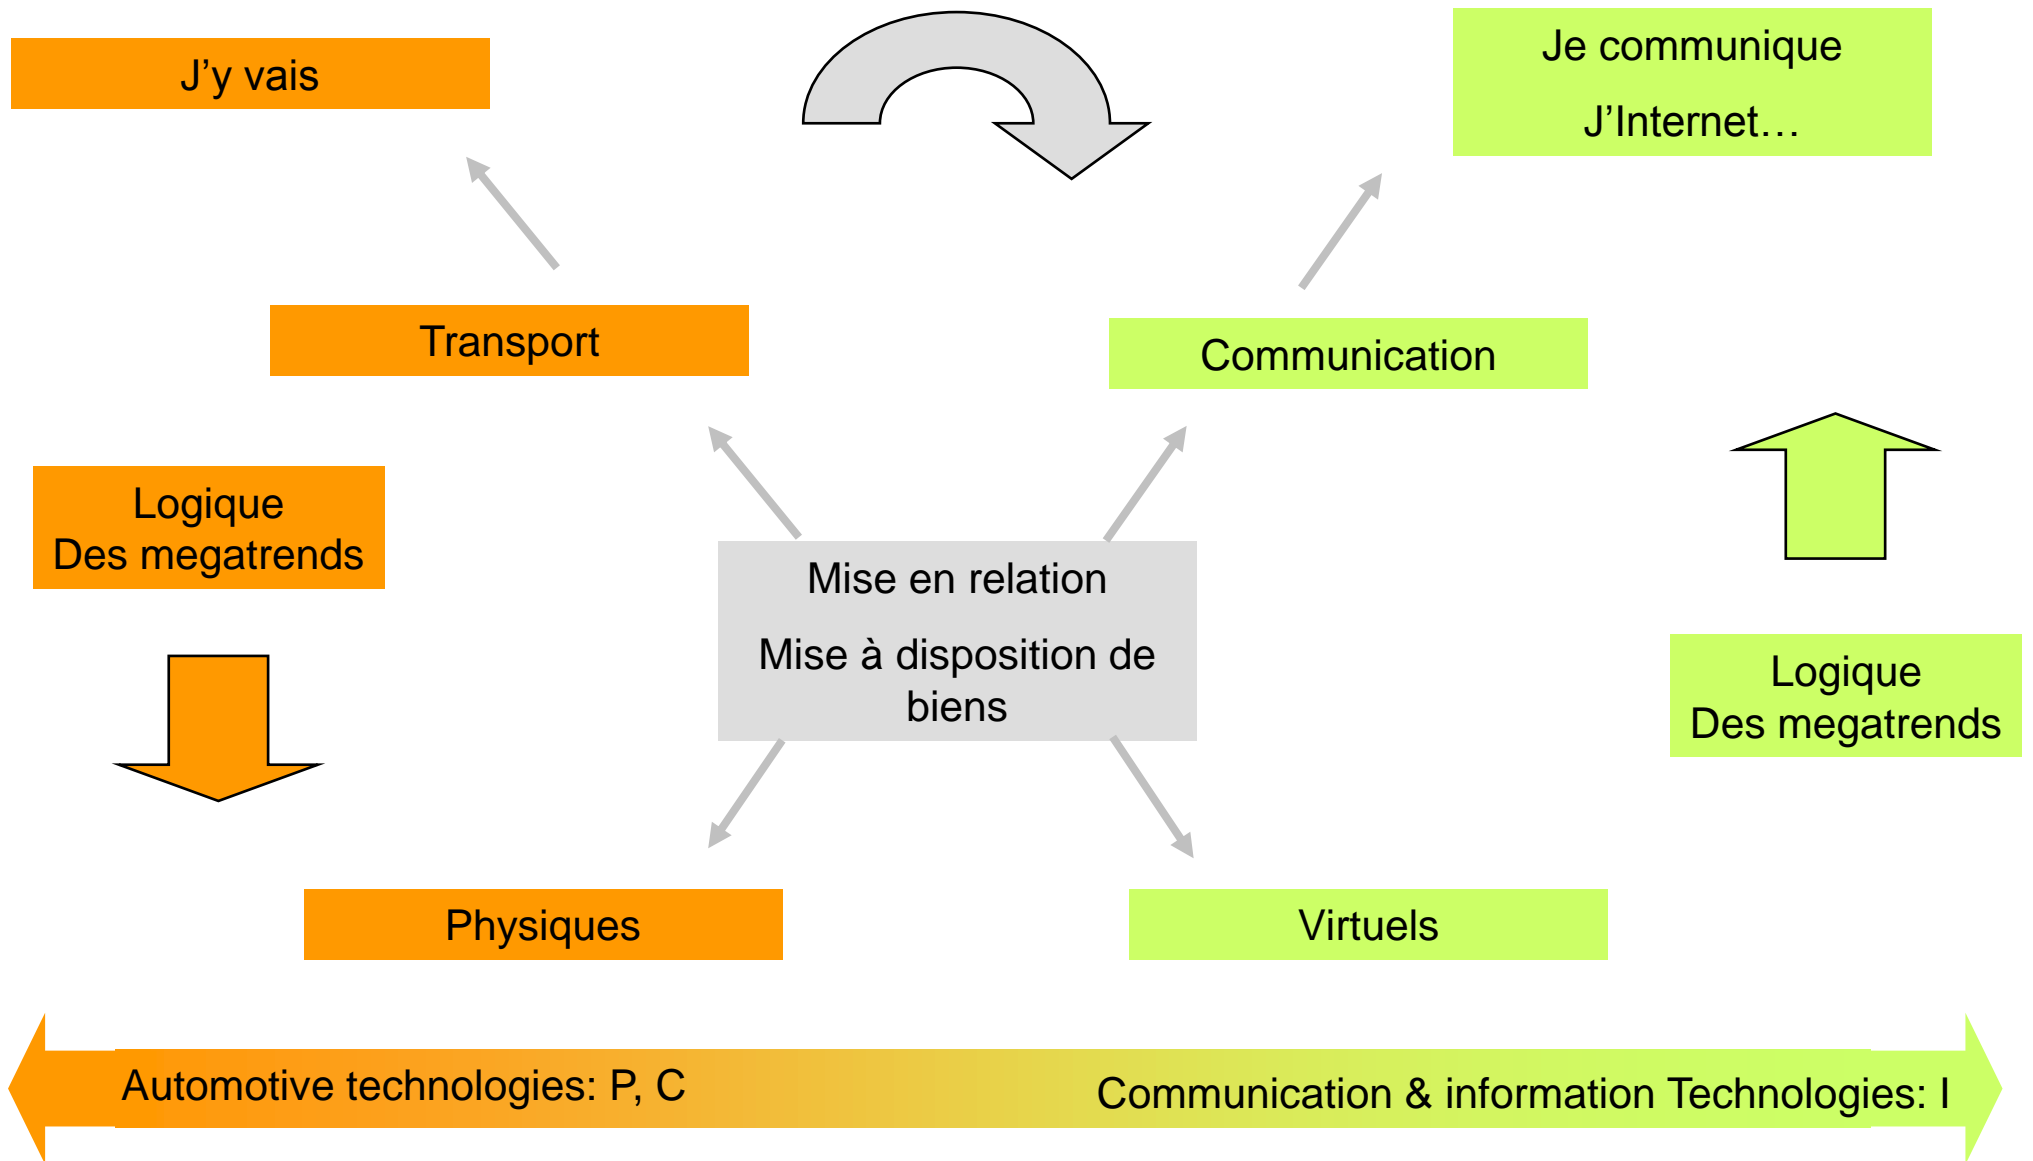 J’y vais
Je communique
J’Internet…
Transport
Communication
Logique
Des megatrends
Mise en relation
Mise à disposition de
biens
Logique
Des megatrends
Physiques
Virtuels
Automotive technologies: P, C
Communication & information Technologies: I